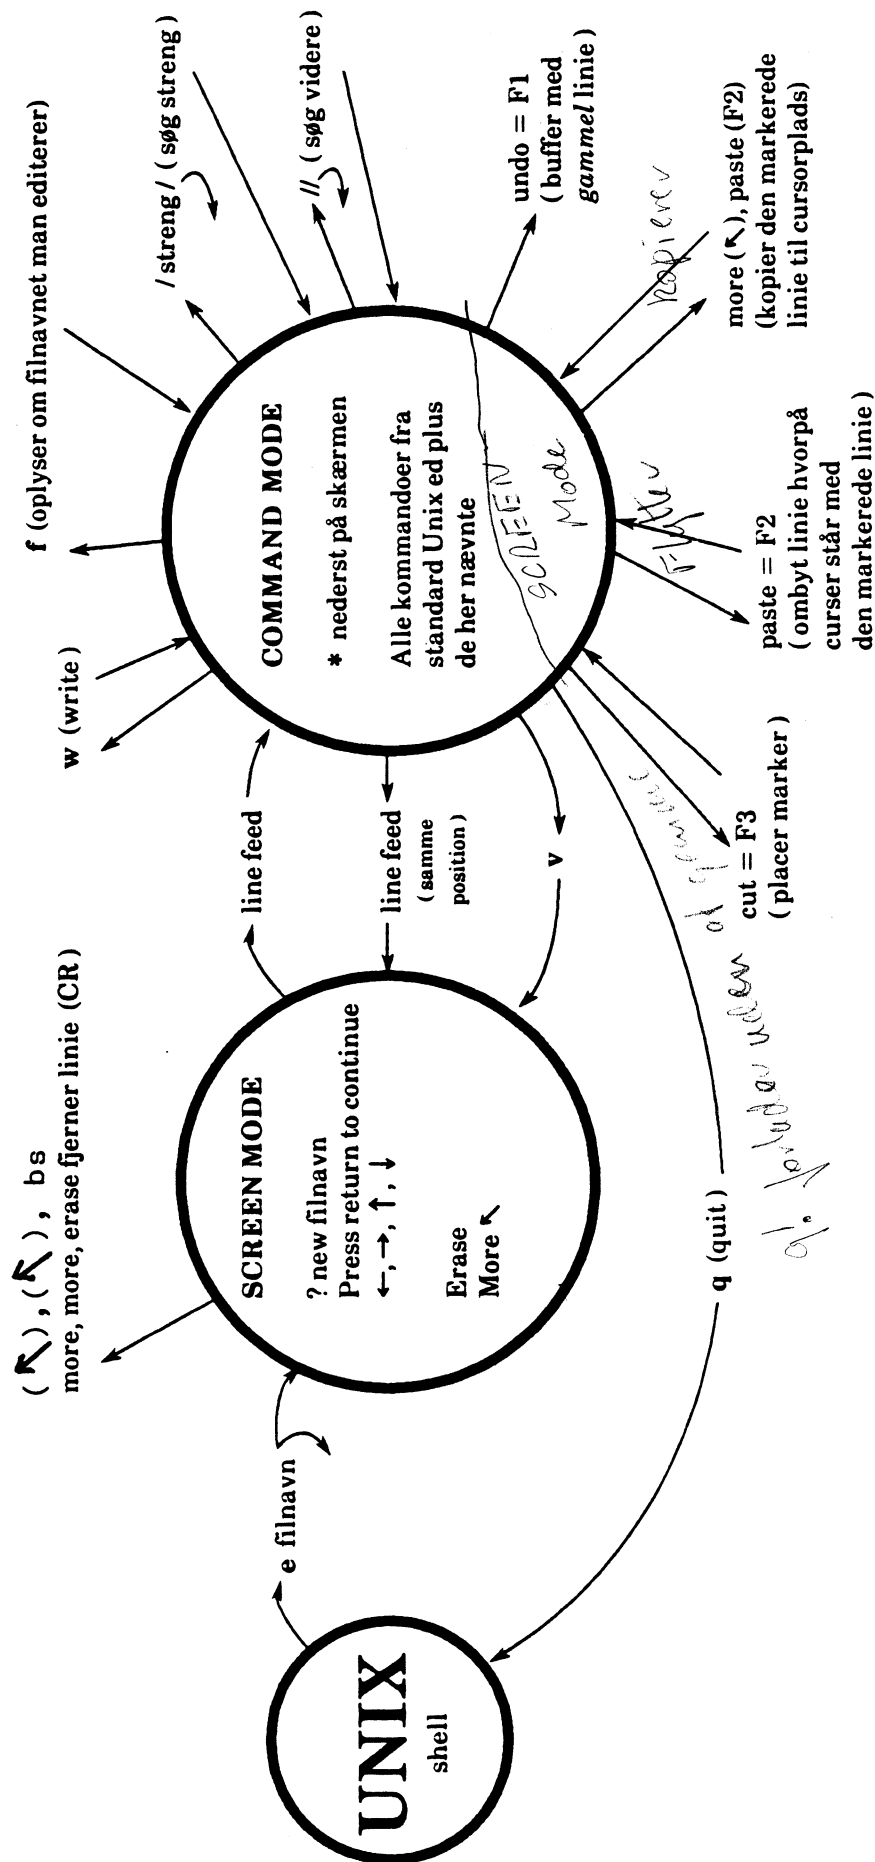 ( ↖ ) , ( ↖ ) , bs
more, more, erase fjerner linie (CR)
w (write)
f (oplyser om filnavnet man editerer)
/ streng / ( søg streng )
// ( søg videre )
e filnavn
UNIX
shell
SCREEN MODE
? new filnavn
Press return to continue
←, →, ↑, ↓
Erase
More ↖
line feed
line feed
( samme
position )
v
q (quit)
COMMAND MODE
* nederst på skærmen
Alle kommandoer fra
standard Unix ed plus
de her nævnte
SCREEN
Mode
undo = F1
( buffer med
gammel linie )
kopierer
more (↖), paste (F2)
(kopier den markerede
linie til cursorplads)
Flytter
paste = F2
( ombyt linie hvorpå
curser står med
den markerede linie )
cut = F3
( placer marker )
q! forlader uden at gemme